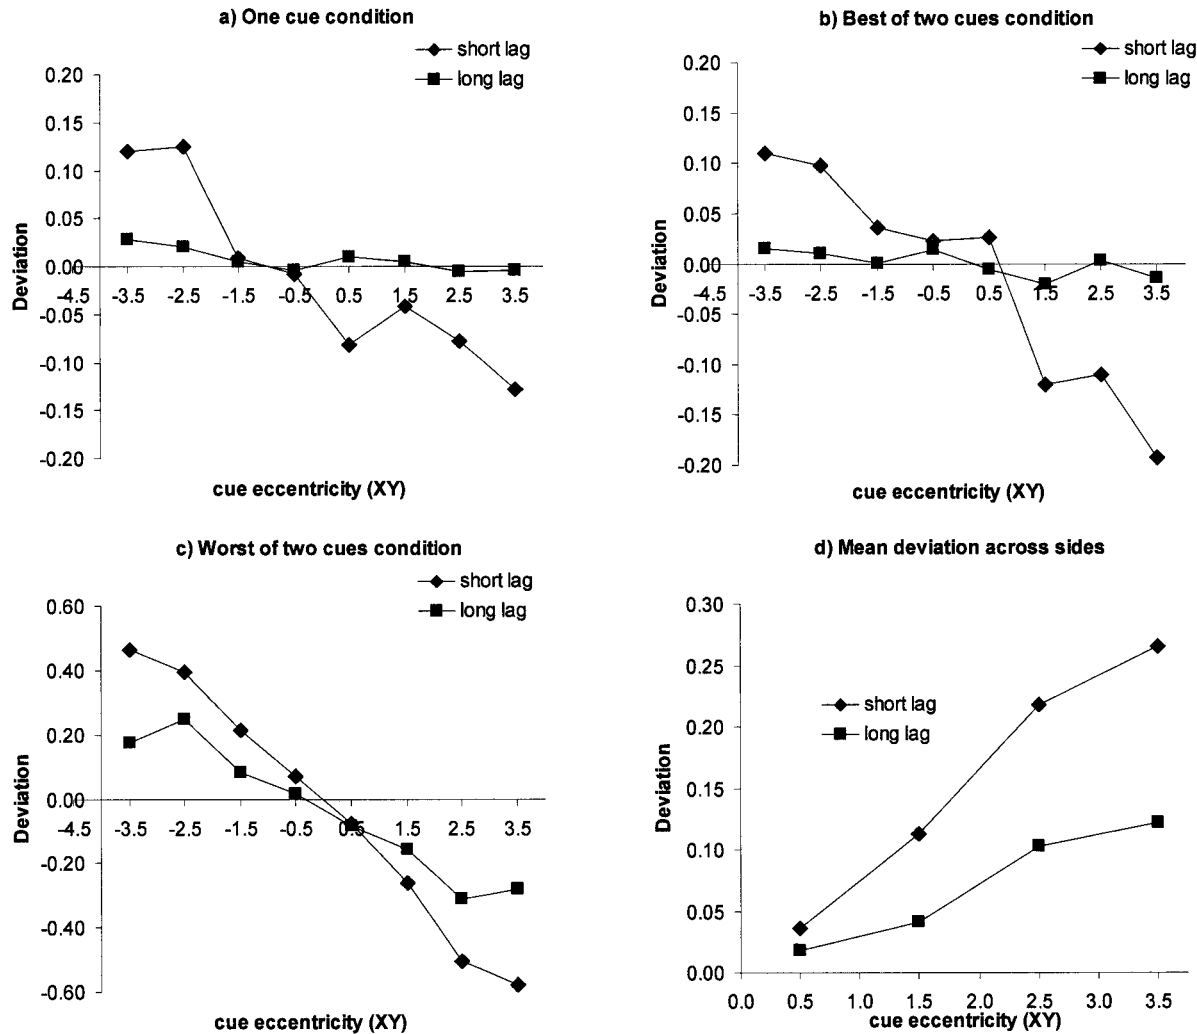 a) One cue condition
short lag
long lag
0.20
0.15
0.10
0.05
0.00
-0.05
-0.10
-0.15
-0.20
-4.5 -3.5 -2.5 -1.5 -0.5 0.5 1.5 2.5 3.5
Deviation
cue eccentricity (XY)
b) Best of two cues condition
short lag
long lag
0.20
0.15
0.10
0.05
0.00
-0.05
-0.10
-0.15
-0.20
-4.5 -3.5 -2.5 -1.5 -0.5 0.5 1.5 2.5 3.5
Deviation
cue eccentricity (XY)
c) Worst of two cues condition
short lag
long lag
0.60
0.40
0.20
0.00
-0.20
-0.40
-0.60
-4.5 -3.5 -2.5 -1.5 -0.5 0.5 1.5 2.5 3.5
Deviation
cue eccentricity (XY)
d) Mean deviation across sides
0.30
0.25
0.20
0.15
0.10
0.05
0.00
short lag
long lag
0.0 0.5 1.0 1.5 2.0 2.5 3.0 3.5
Deviation
cue eccentricity (XY)